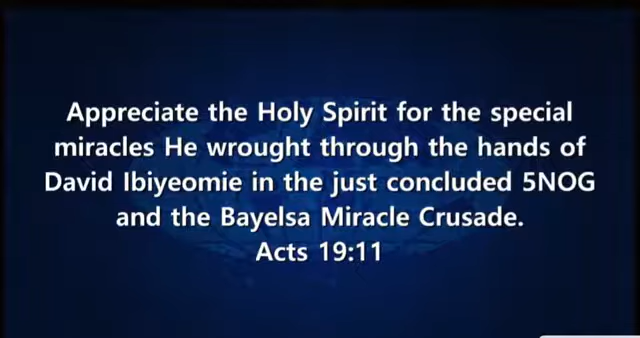 Appreciate the Holy Spirit for the special
miracles He wrought through the hands of
David Ibiyeomie in the just concluded 5NOG
and the Bayelsa Miracle Crusade.
Acts 19:11